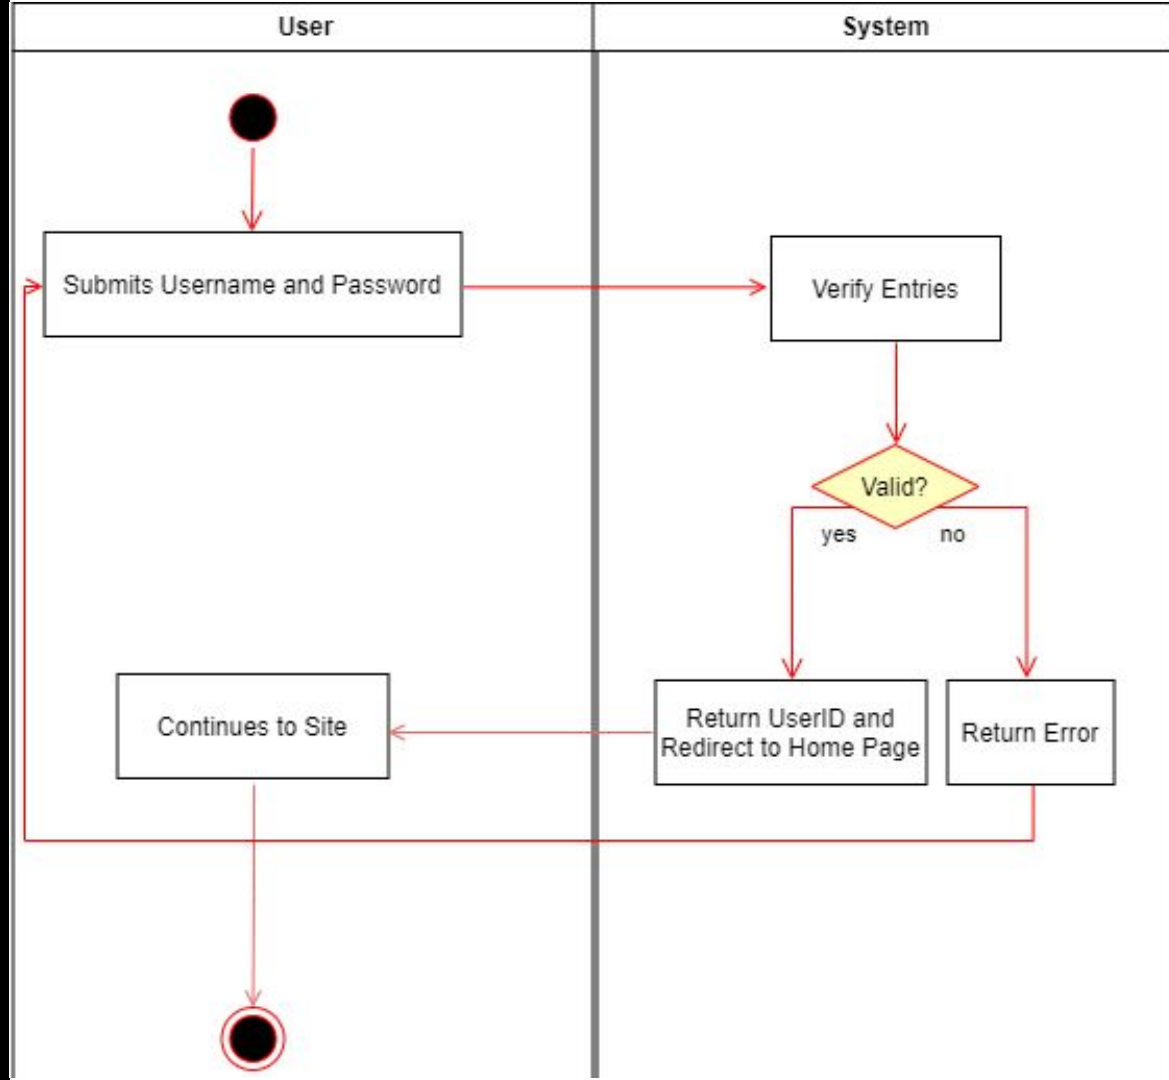 User
System
Submits Username and Password
Verify Entries
Valid?
yes
no
Continues to Site
Return UserID and
Redirect to Home Page
Return Error